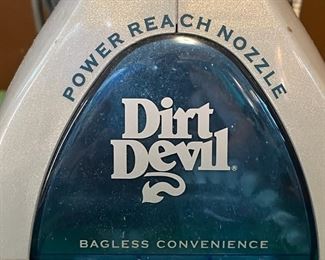 POWER REACH NOZZLE
Dirt
Devil®
BAGLESS CONVENIENCE